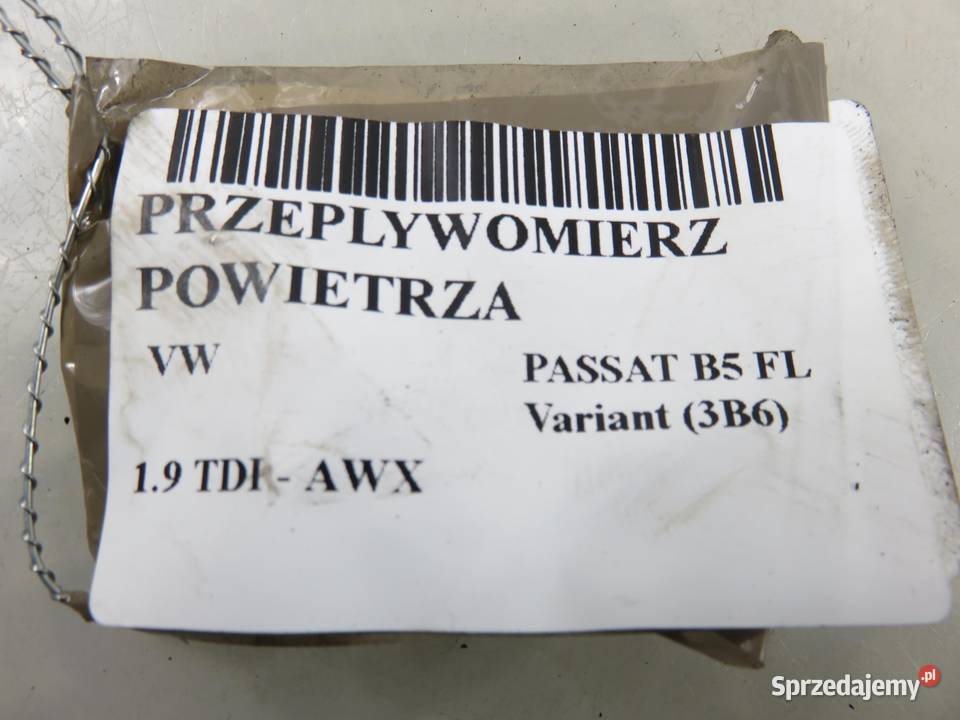 PRZEPLYWOMIERZ
POWIETRZA
VW PASSAT B5 FL
Variant (3B6)
1.9 TDI - AWX
Sprzedajemy.pl